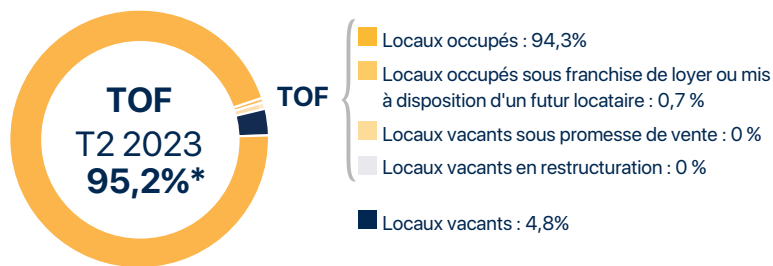 TOF
T2 2023
95,2%*
TOF
Locaux occupés : 94,3%
Locaux occupés sous franchise de loyer ou mis
à disposition d'un futur locataire : 0,7 %
Locaux vacants sous promesse de vente : 0 %
Locaux vacants en restructuration : 0 %
Locaux vacants : 4,8%